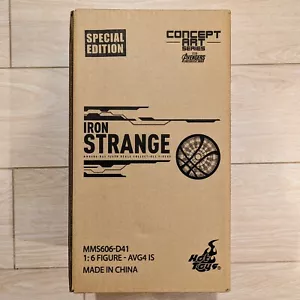 SPECIAL
EDITION
CONCEPT
ART
SERIES
AVENGERS
IRON
STRANGE
MMS606-D41
1:6 FIGURE - AVG4 IS
MADE IN CHINA
Hot
Toys